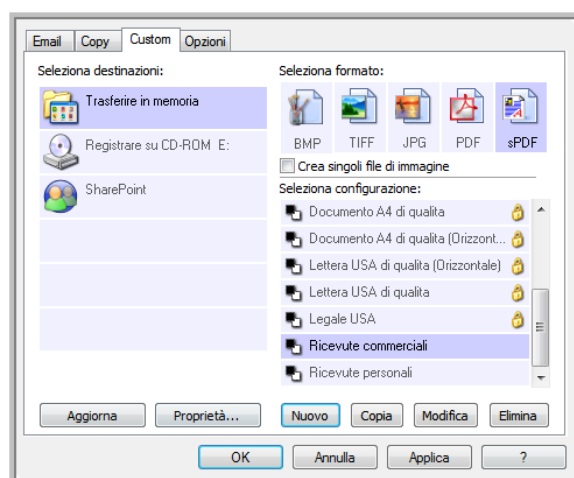 Email Copy Custom Opzioni
Seleziona destinazioni:
Trasferire in memoria
Registrare su CD-ROM E:
SharePoint
Aggiorna Proprietà...
Seleziona formato:
BMP TIFF JPG PDF sPDF
Crea singoli file di immagine
Seleziona configurazione:
Documento A4 di qualita
Documento A4 di qualita (Orizzont...
Lettera USA di qualita (Orizzontale)
Lettera USA di qualita
Legale USA
Ricevute commerciali
Ricevute personali
Nuovo Copia Modifica Elimina
OK Annulla Applica ?